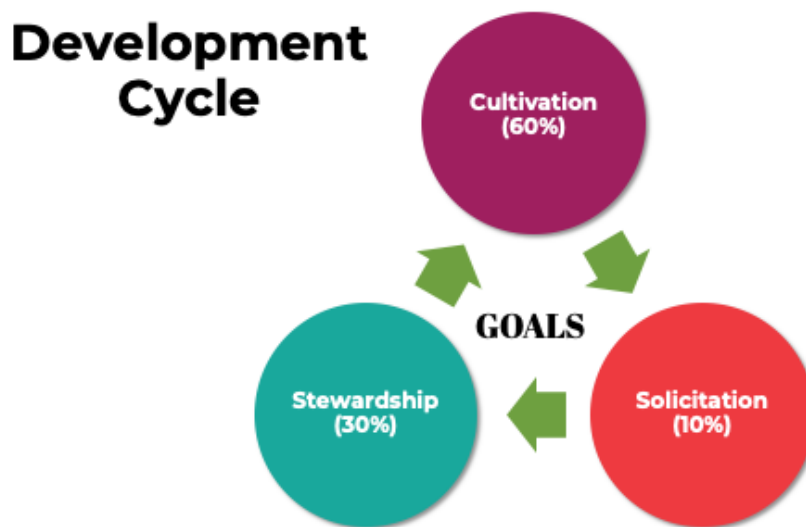 Development
Cycle
Cultivation
(60%)
GOALS
Stewardship
(30%)
Solicitation
(10%)